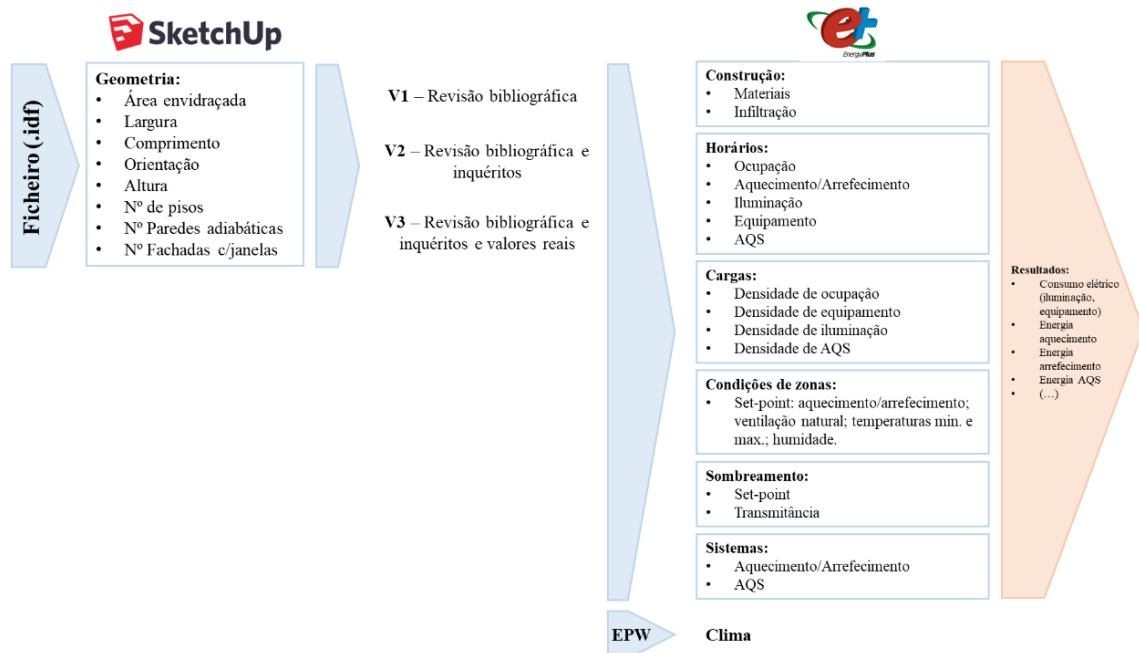 SketchUp
Ficheiro (.idf)
Geometria:
• Área envidraçada
• Largura
• Comprimento
• Orientação
• Altura
• Nº de pisos
• Nº Paredes adiabáticas
• Nº Fachadas c/janelas
V1 – Revisão bibliográfica
V2 – Revisão bibliográfica e
inquéritos
V3 – Revisão bibliográfica e
inquéritos e valores reais
et
EnergyPlus
Construção:
• Materiais
• Infiltração
Horários:
• Ocupação
• Aquecimento/Arrefecimento
• Iluminação
• Equipamento
• AQS
Cargas:
• Densidade de ocupação
• Densidade de equipamento
• Densidade de iluminação
• Densidade de AQS
Condições de zonas:
• Set-point: aquecimento/arrefecimento;
ventilação natural; temperaturas min. e
max.; humidade.
Sombreamento:
• Set-point
• Transmitância
Sistemas:
• Aquecimento/Arrefecimento
• AQS
EPW
Clima
Resultados:
• Consumo elétrico
(iluminação,
equipamento)
• Energia
aquecimento
• Energia
arrefecimento
• Energia AQS
• (…)